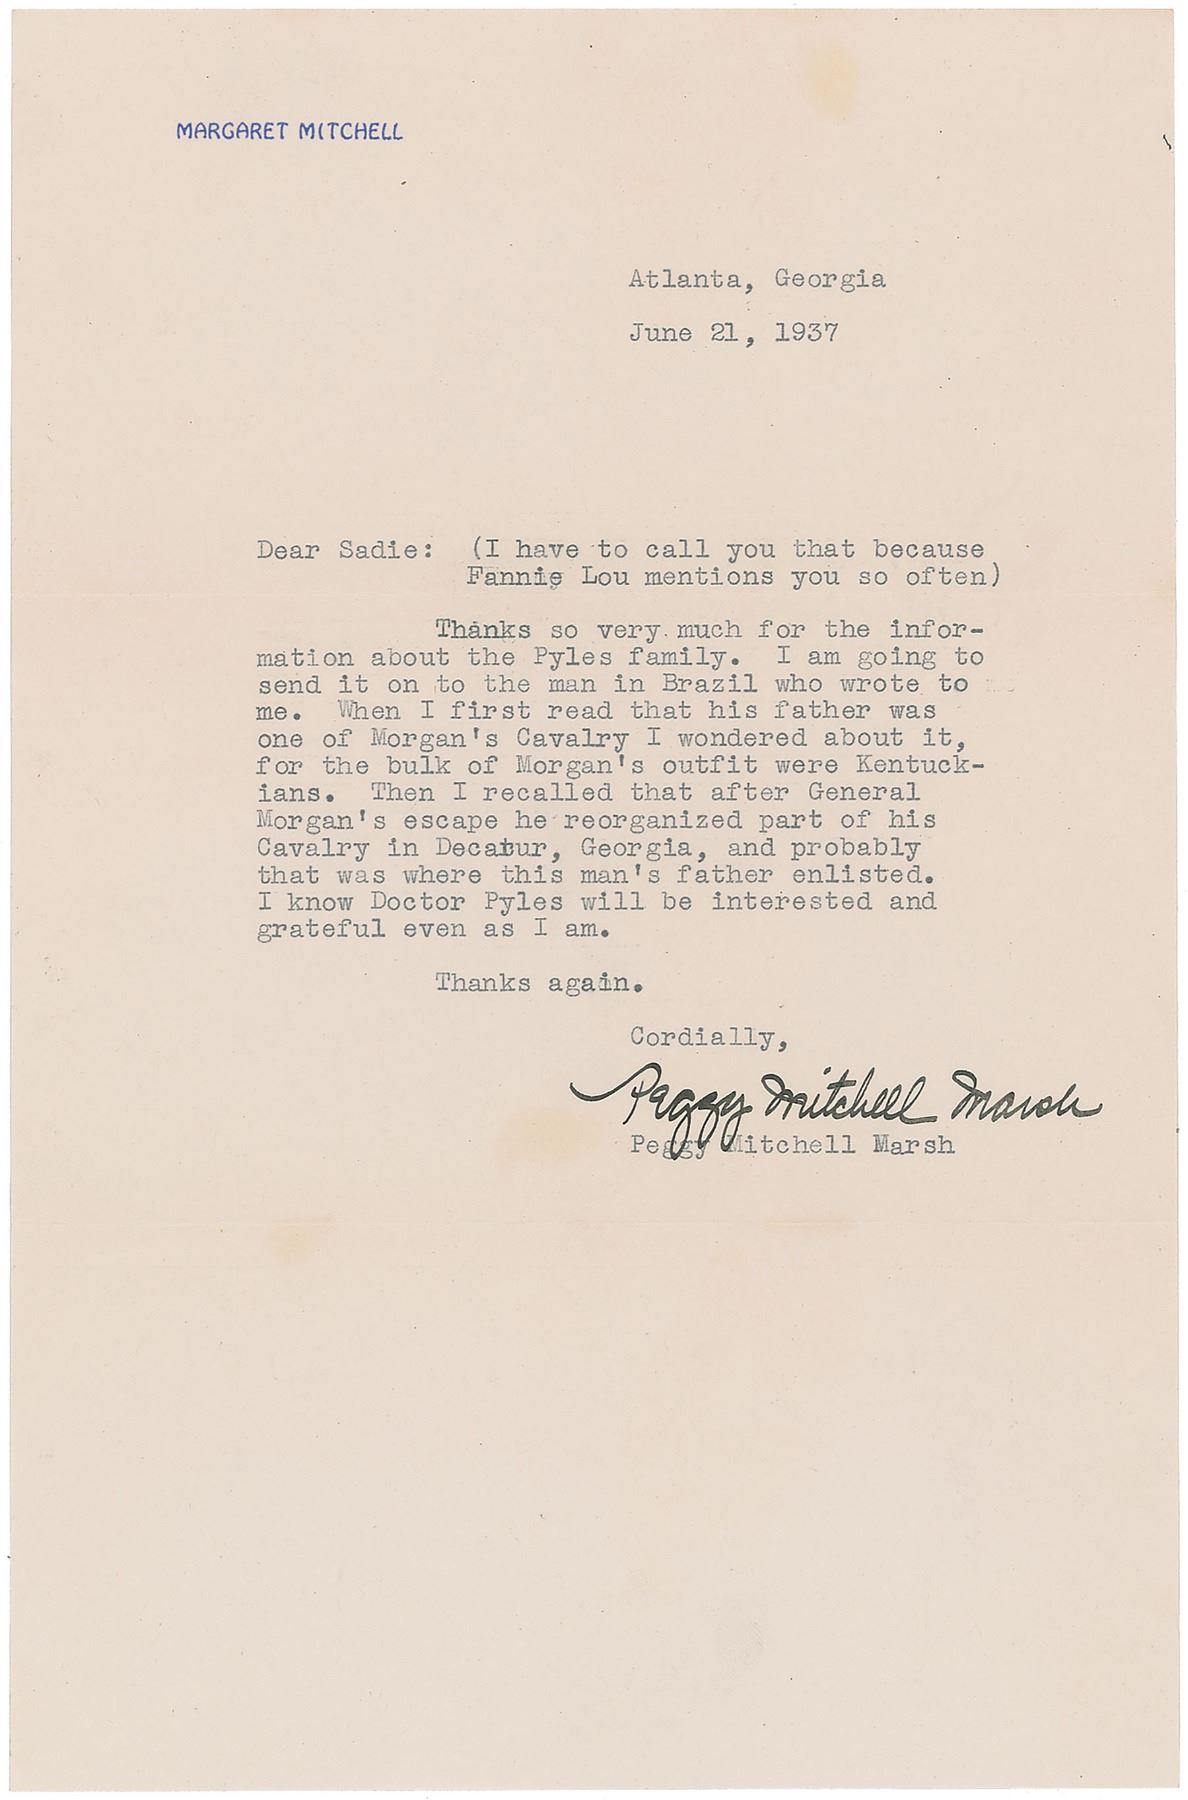 MARGARET MITCHELL
Atlanta, Georgia
June 21, 1937
Dear Sadie: (I have to call you that because
Fannie Lou mentions you so often)
Thanks so very much for the infor-
mation about the Pyles family. I am going to
send it on to the man in Brazil who wrote to
me. When I first read that his father was
one of Morgan's Cavalry I wondered about it,
for the bulk of Morgan's outfit were Kentuck-
ians. Then I recalled that after General
Morgan's escape he reorganized part of his
Cavalry in Decatur, Georgia, and probably
that was where this man's father enlisted.
I know Doctor Pyles will be interested and
grateful even as I am.
Thanks again.
Cordially,
Peggy Mitchell Marsh
Peggy Mitchell Marsh